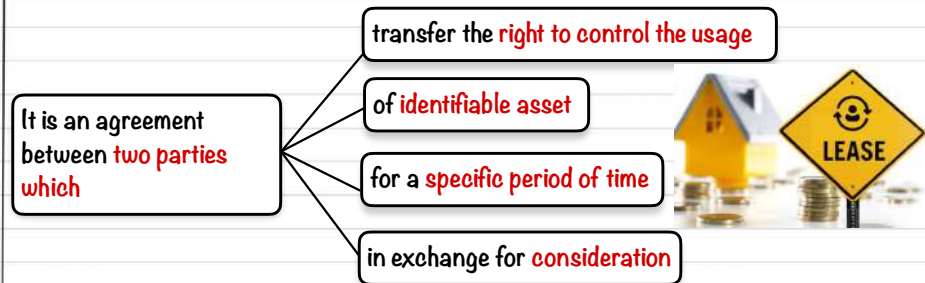 It is an agreement
between two parties
which
transfer the right to control the usage
of identifiable asset
for a specific period of time
in exchange for consideration
LEASE